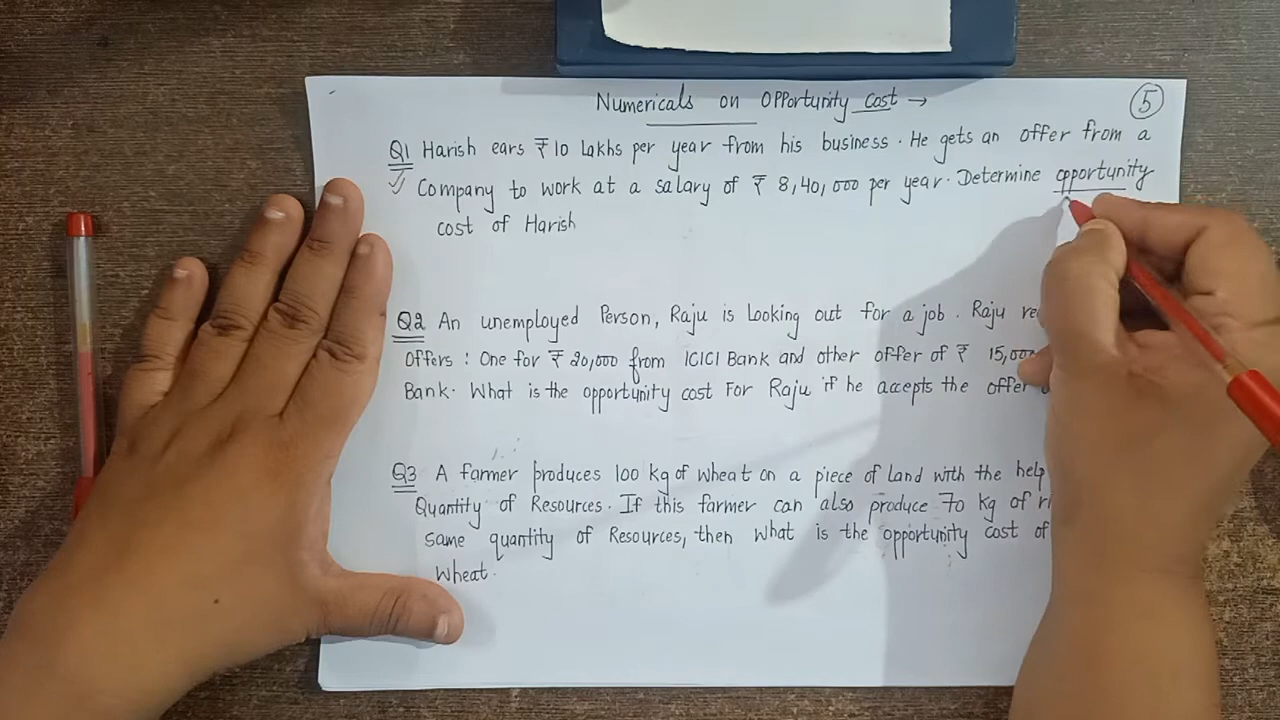 Numericals on Opportunity Cost →
5
Q1 Harish ears ₹10 Lakhs per year from his business. He gets an offer from a
Company to work at a salary of ₹ 8,40,000 per year. Determine opportunity
cost of Harish
Q2 An unemployed Person, Raju is looking out for a job. Raju
Offers : One for ₹ 20,000 from ICICI Bank and other offer of ₹ 15,000
Bank. What is the opportunity cost For Raju if he accepts the offer
Q3 A farmer produces 100 kg of wheat on a piece of Land with the help
Quantity of Resources. If this farmer can also produce 70 kg of
same quantity of Resources, then what is the opportunity cost of
wheat.